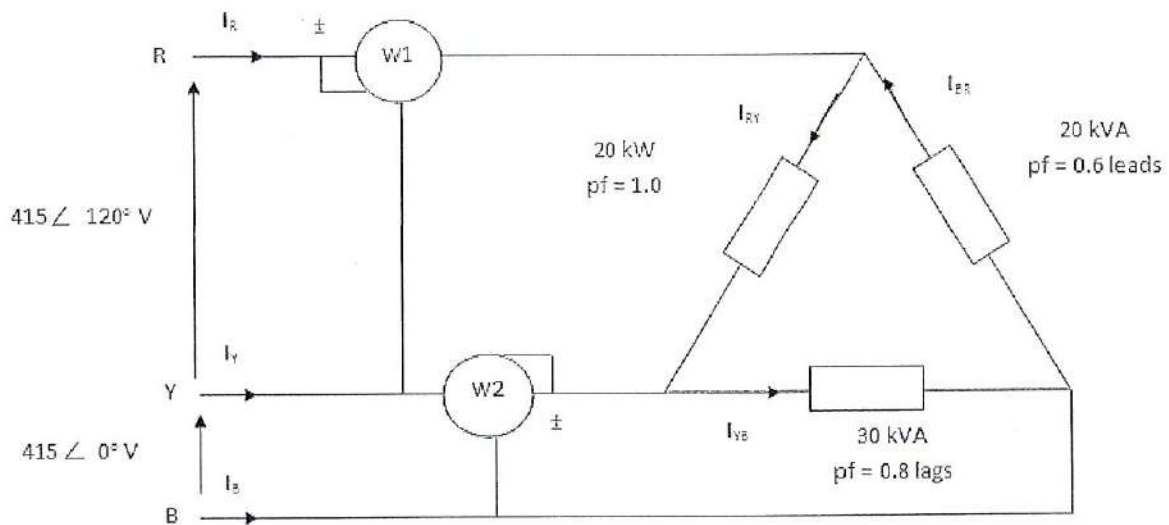 I_R
±
R
W1
I_RY
I_BR
20 kW
pf = 1.0
20 kVA
pf = 0.6 leads
415∠ 120° V
I_Y
Y
W2
±
I_YB
415 ∠ 0° V
30 kVA
pf = 0.8 lags
I_B
B